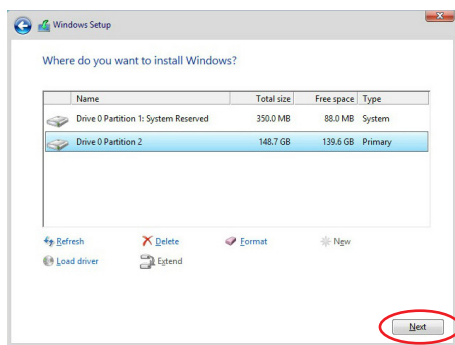 Windows Setup
Where do you want to install Windows?
Name Total size Free space Type
Drive 0 Partition 1: System Reserved 350.0 MB 88.0 MB System
Drive 0 Partition 2 148.7 GB 139.6 GB Primary
Refresh Delete Format New
Load driver Extend
Next